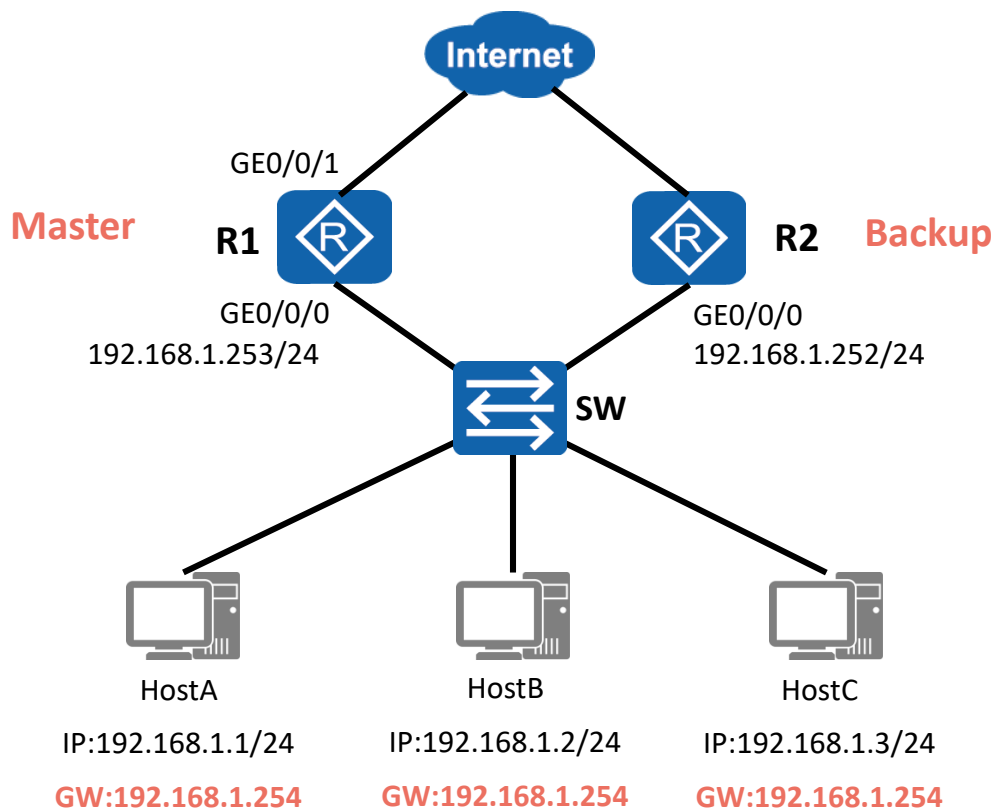 Internet
GE0/0/1
Master
R1
R
R
R2
Backup
GE0/0/0
192.168.1.253/24
GE0/0/0
192.168.1.252/24
SW
HostA
HostB
HostC
IP:192.168.1.1/24
IP:192.168.1.2/24
IP:192.168.1.3/24
GW:192.168.1.254
GW:192.168.1.254
GW:192.168.1.254